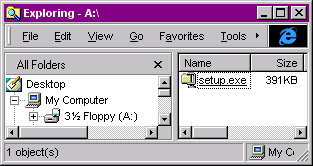 Exploring - A:\
File Edit View Go Favorites Tools
All Folders
Name Size
Desktop
My Computer
3½ Floppy (A:)
setup.exe 391KB
1 object(s)
My Co